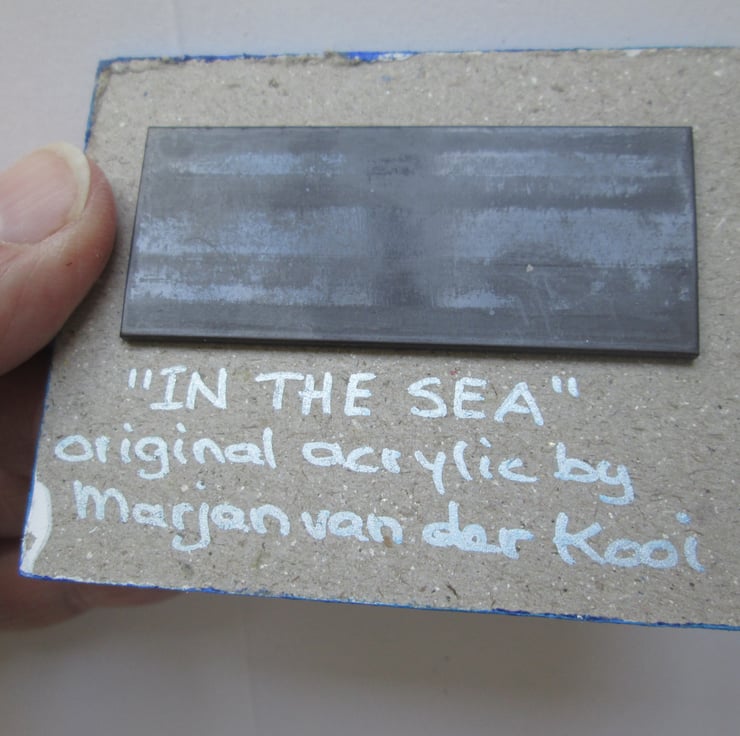 "IN THE SEA"
original acrylic by
Marjan van der Kooi